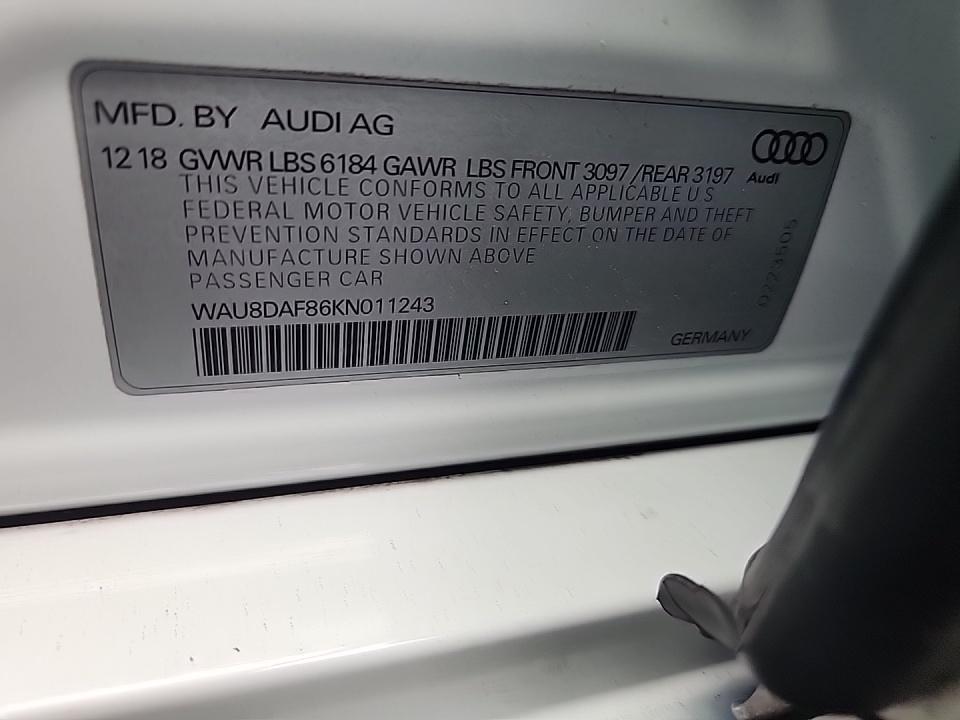 MFD. BY AUDI AG
12 18 GVWR LBS 6184 GAWR LBS FRONT 3097 /REAR 3197
Audi
THIS VEHICLE CONFORMS TO ALL APPLICABLE U S
FEDERAL MOTOR VEHICLE SAFETY, BUMPER AND THEFT
PREVENTION STANDARDS IN EFFECT ON THE DATE OF
MANUFACTURE SHOWN ABOVE
PASSENGER CAR
WAU8DAF86KN011243
GERMANY
0223505